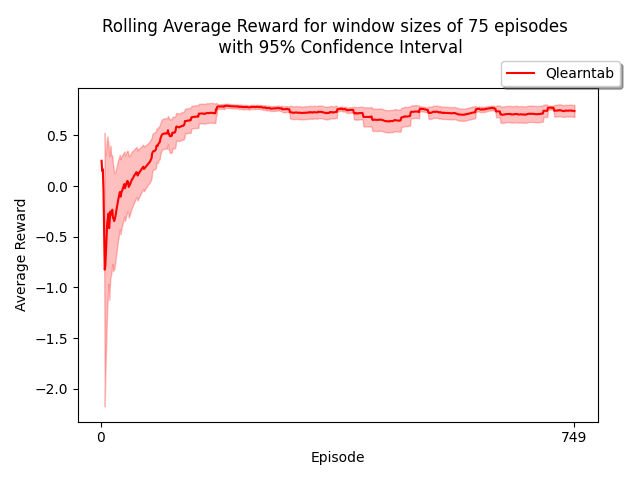 Rolling Average Reward for window sizes of 75 episodes
with 95% Confidence Interval
Qlearntab
Average Reward
0.5
0.0
−0.5
−1.0
−1.5
−2.0
0 749
Episode